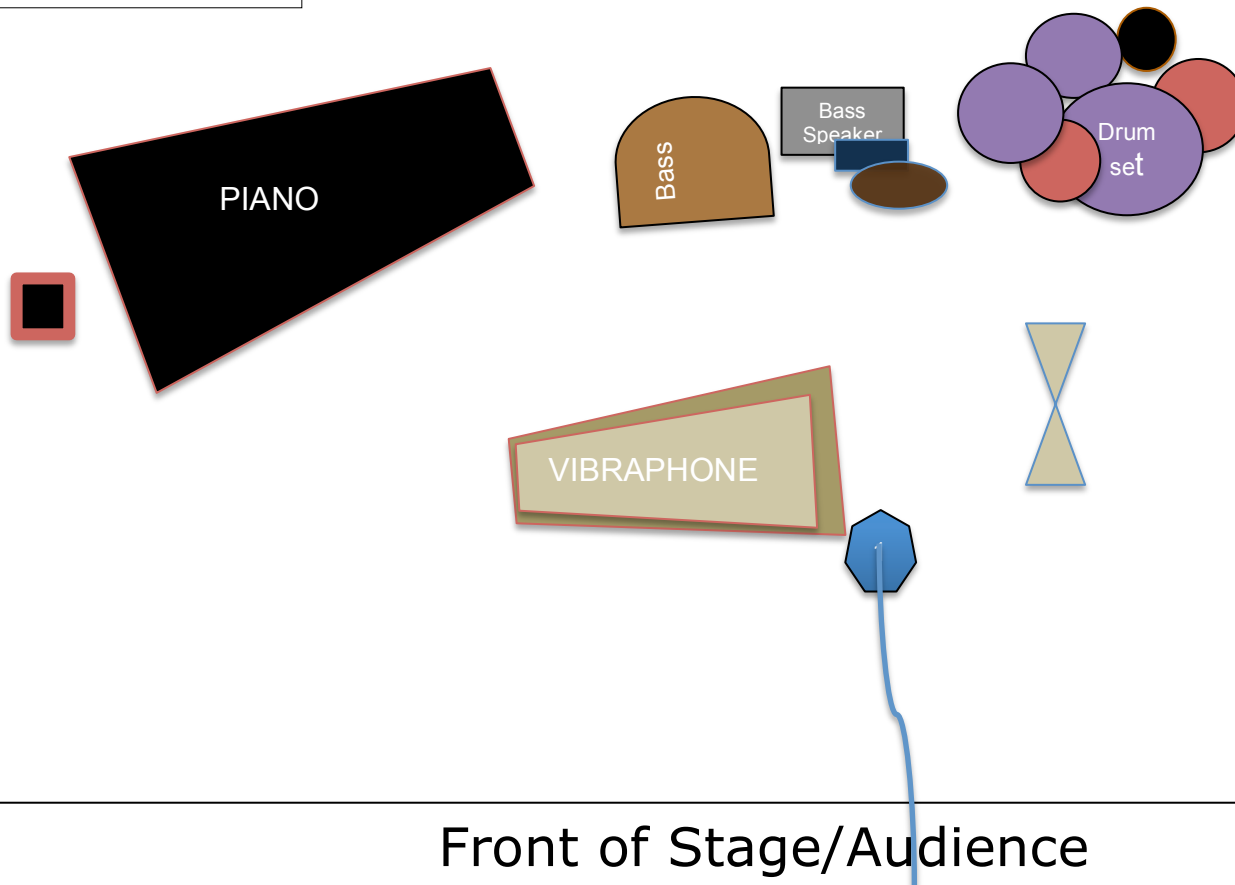 Bass
Speaker
Drum
set
Bass
PIANO
VIBRAPHONE
Front of Stage/Audience